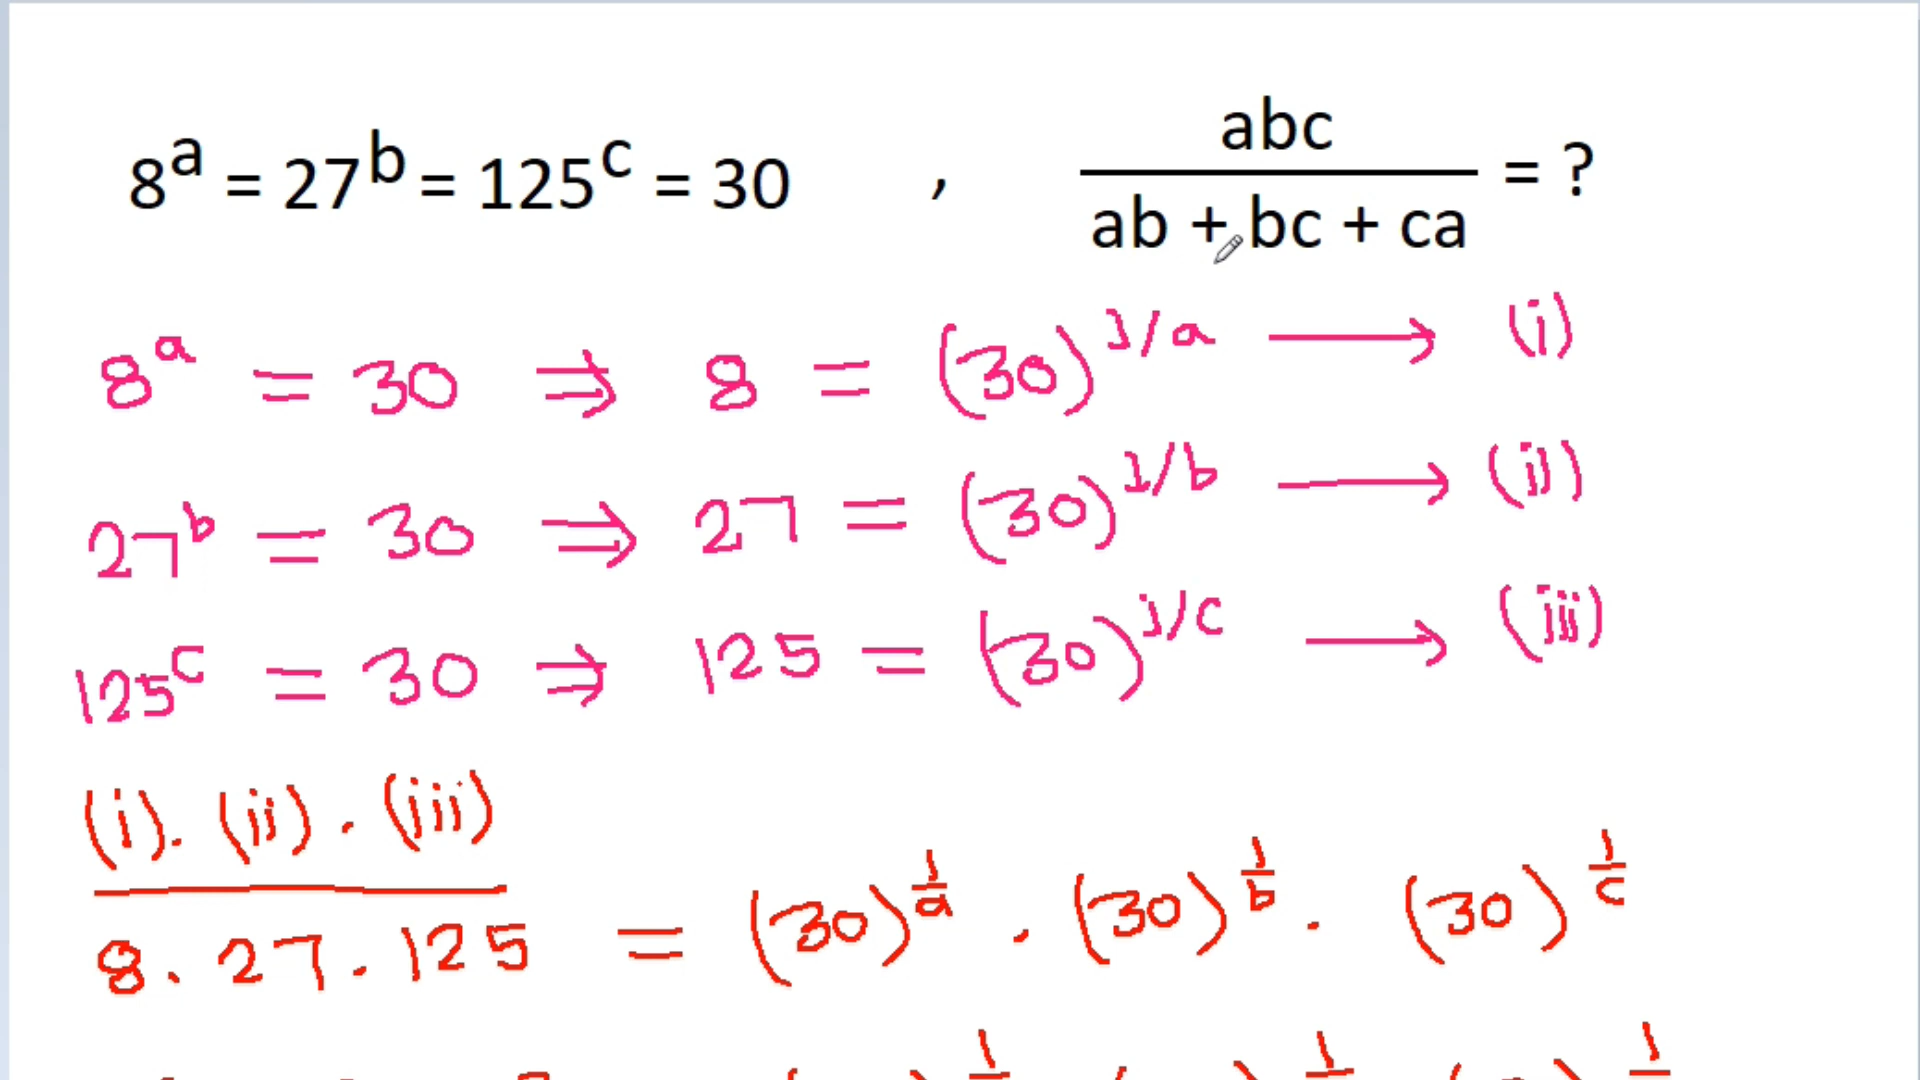 8^a = 27^b = 125^c = 30 , abc/(ab + bc + ca) = ?
8^a = 30 ⇒ 8 = (30)^1/a → (i)
27^b = 30 ⇒ 27 = (30)^1/b → (ii)
125^c = 30 ⇒ 125 = (30)^1/c → (iii)
(i). (ii) . (iii)
8 . 27 . 125 = (30)^1/a . (30)^1/b . (30)^1/c